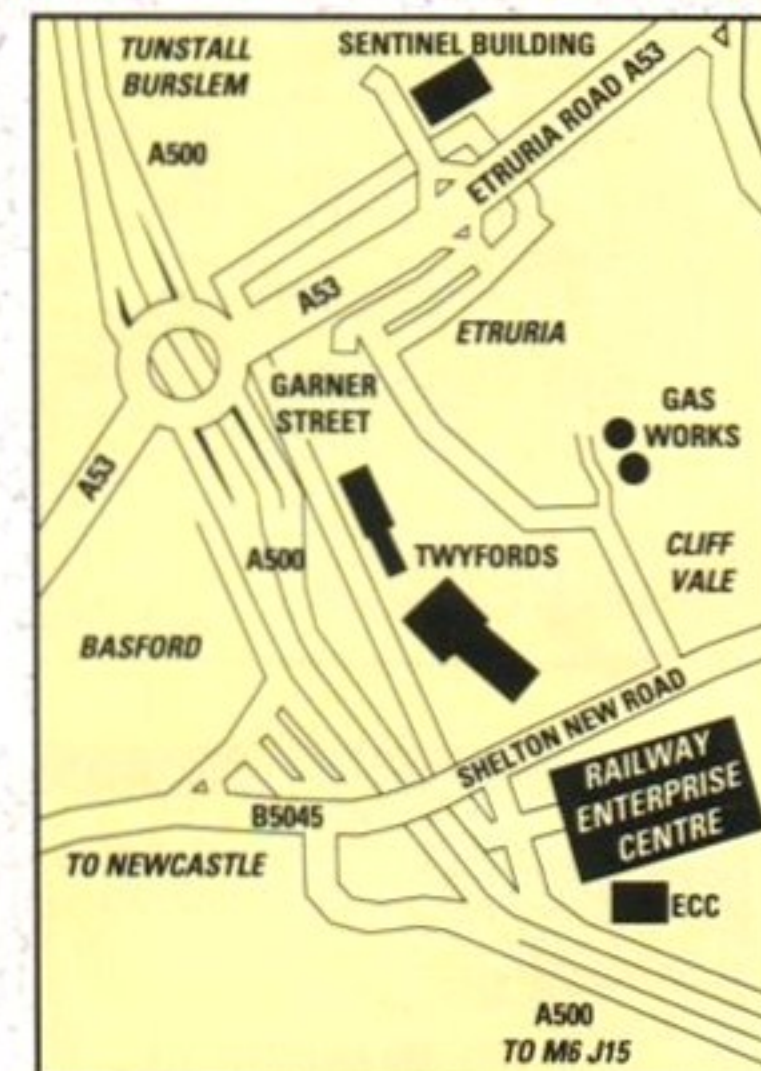 TUNSTALL
BURSLEM
SENTINEL BUILDING
A500
ETRURIA ROAD A53
A53
ETRURIA
GARNER
STREET
GAS
WORKS
A53
A500
TWYFORDS
CLIFF
VALE
BASFORD
SHELTON NEW ROAD
RAILWAY
ENTERPRISE
CENTRE
B5045
TO NEWCASTLE
ECC
A500
TO M6 J15